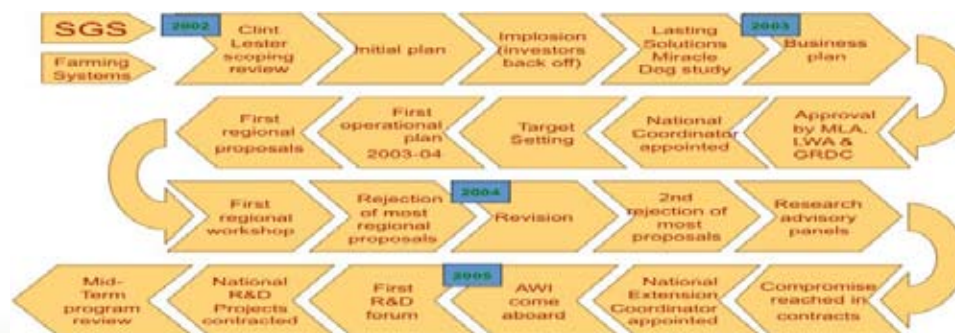 SGS
Farming
Systems
2002
Clint
Lester
scoping
review
Initial plan
Implosion
(investors
back off)
Lasting
Solutions
Miracle
Dog study
2003
Business
plan
Approval
by MLA,
LWA &
GRDC
National
Coordinator
appointed
Target
Setting
First
operational
plan
2003-04
First
regional
proposals
First
regional
workshop
Rejection
of most
regional
proposals
2004
Revision
2nd
rejection of
most
proposals
Research
advisory
panels
Compromise
reached in
contracts
National
Extension
Coordinator
appointed
AWI
come
aboard
2005
First
R&D
forum
National
R&D
Projects
contracted
Mid-
Term
program
review